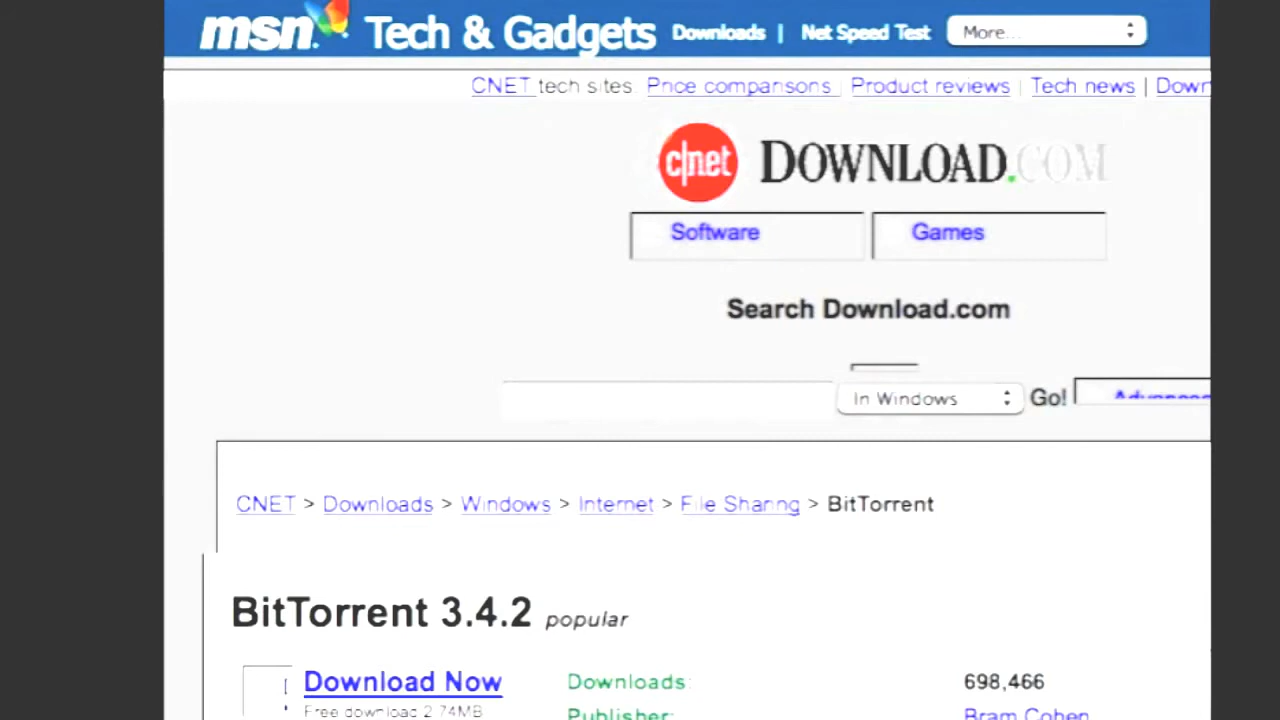 msn Tech & Gadgets Downloads | Net Speed Test More...
CNET tech sites: Price comparisons | Product reviews | Tech news |
c|net DOWNLOAD.COM
Software Games
Search Download.com
In Windows Go!
CNET > Downloads > Windows > Internet > File Sharing > BitTorrent
BitTorrent 3.4.2 popular
Download Now Downloads: 698,466
Free download 2.74MB Publisher: Bram Cohen